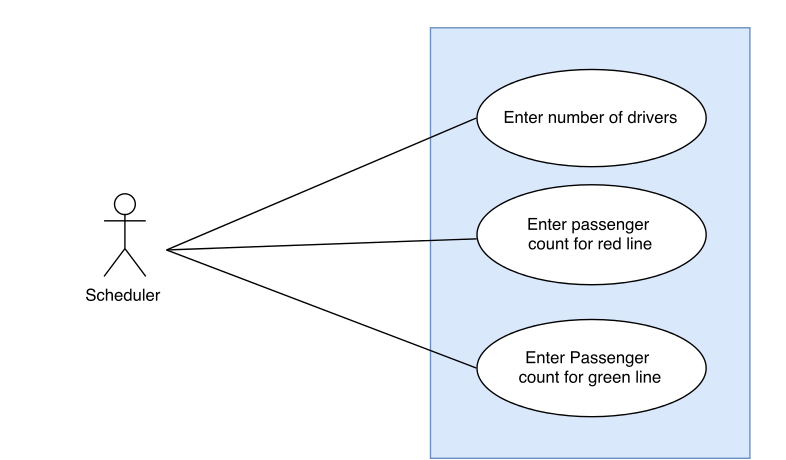 Enter number of drivers
Enter passenger
count for red line
Scheduler
Enter Passenger
count for green line